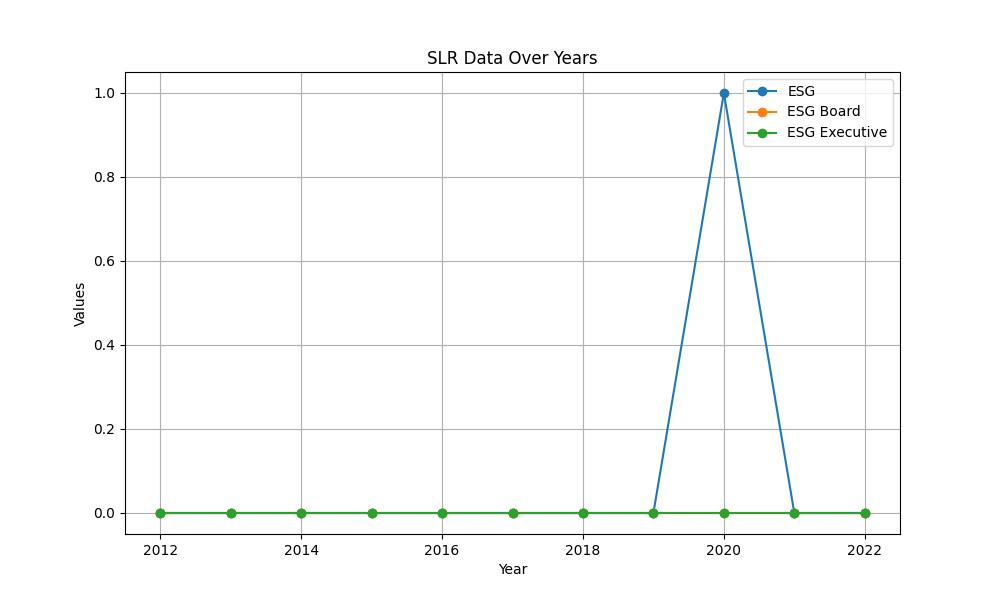 SLR Data Over Years
1.0
0.8
0.6
0.4
0.2
0.0
Values
ESG
ESG Board
ESG Executive
2012 2014 2016 2018 2020 2022
Year